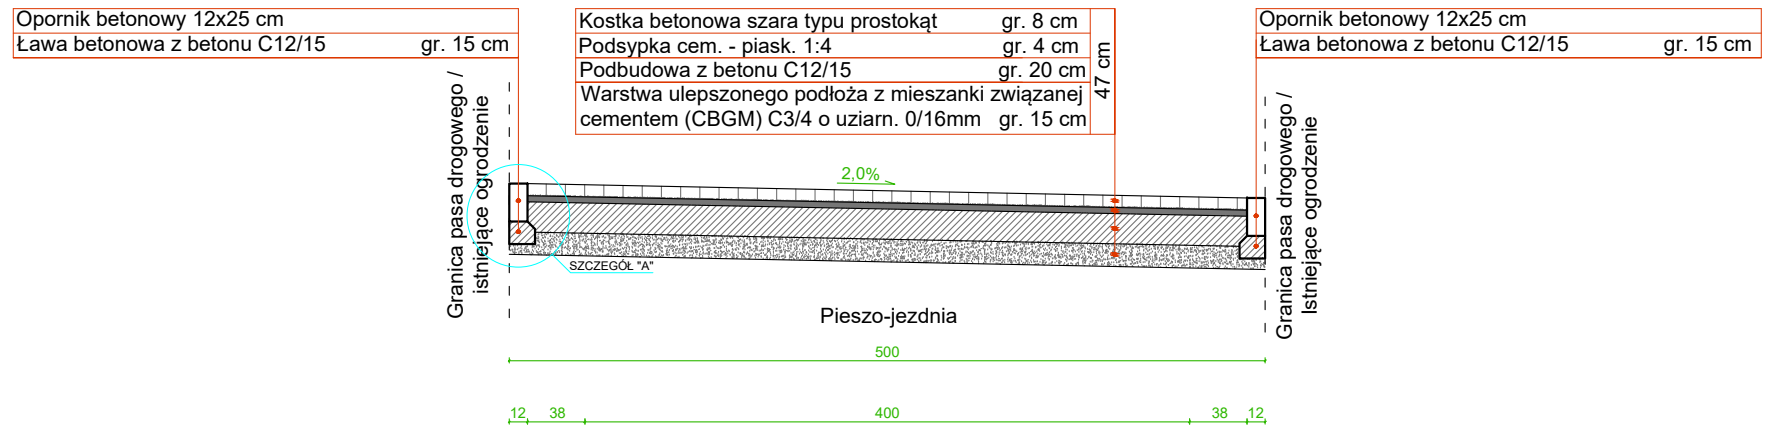 Opornik betonowy 12x25 cm
Ława betonowa z betonu C12/15 gr. 15 cm
Kostka betonowa szara typu prostokąt gr. 8 cm
Podsypka cem. - piask. 1:4 gr. 4 cm
Podbudowa z betonu C12/15 gr. 20 cm
Warstwa ulepszonego podłoża z mieszanki związanej
cementem (CBGM) C3/4 o uziarn. 0/16mm gr. 15 cm
47 cm
Opornik betonowy 12x25 cm
Ława betonowa z betonu C12/15 gr. 15 cm
Granica pasa drogowego /
istniejące ogrodzenie
2,0%
SZCZEGÓŁ "A"
Granica pasa drogowego /
Istniejące ogrodzenie
Pieszo-jezdnia
500
12 38 400 38 12